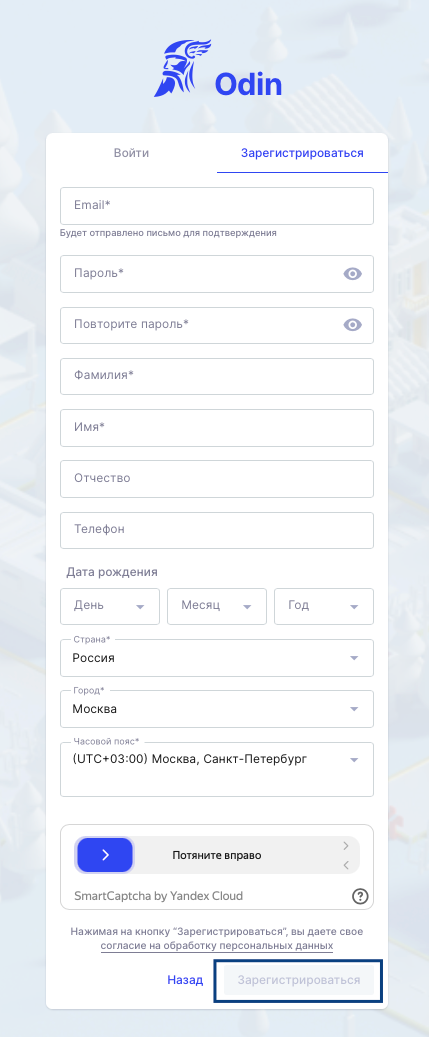 Odin
Войти
Зарегистрироваться
Email*
Будет отправлено письмо для подтверждения
Пароль*
Повторите пароль*
Фамилия*
Имя*
Отчество
Телефон
Дата рождения
День
Месяц
Год
Страна*
Россия
Город*
Москва
Часовой пояс*
(UTC+03:00) Москва, Санкт-Петербург
Потяните вправо
SmartCaptcha by Yandex Cloud
Нажимая на кнопку “Зарегистрироваться”, вы даете свое
согласие на обработку персональных данных
Назад
Зарегистрироваться